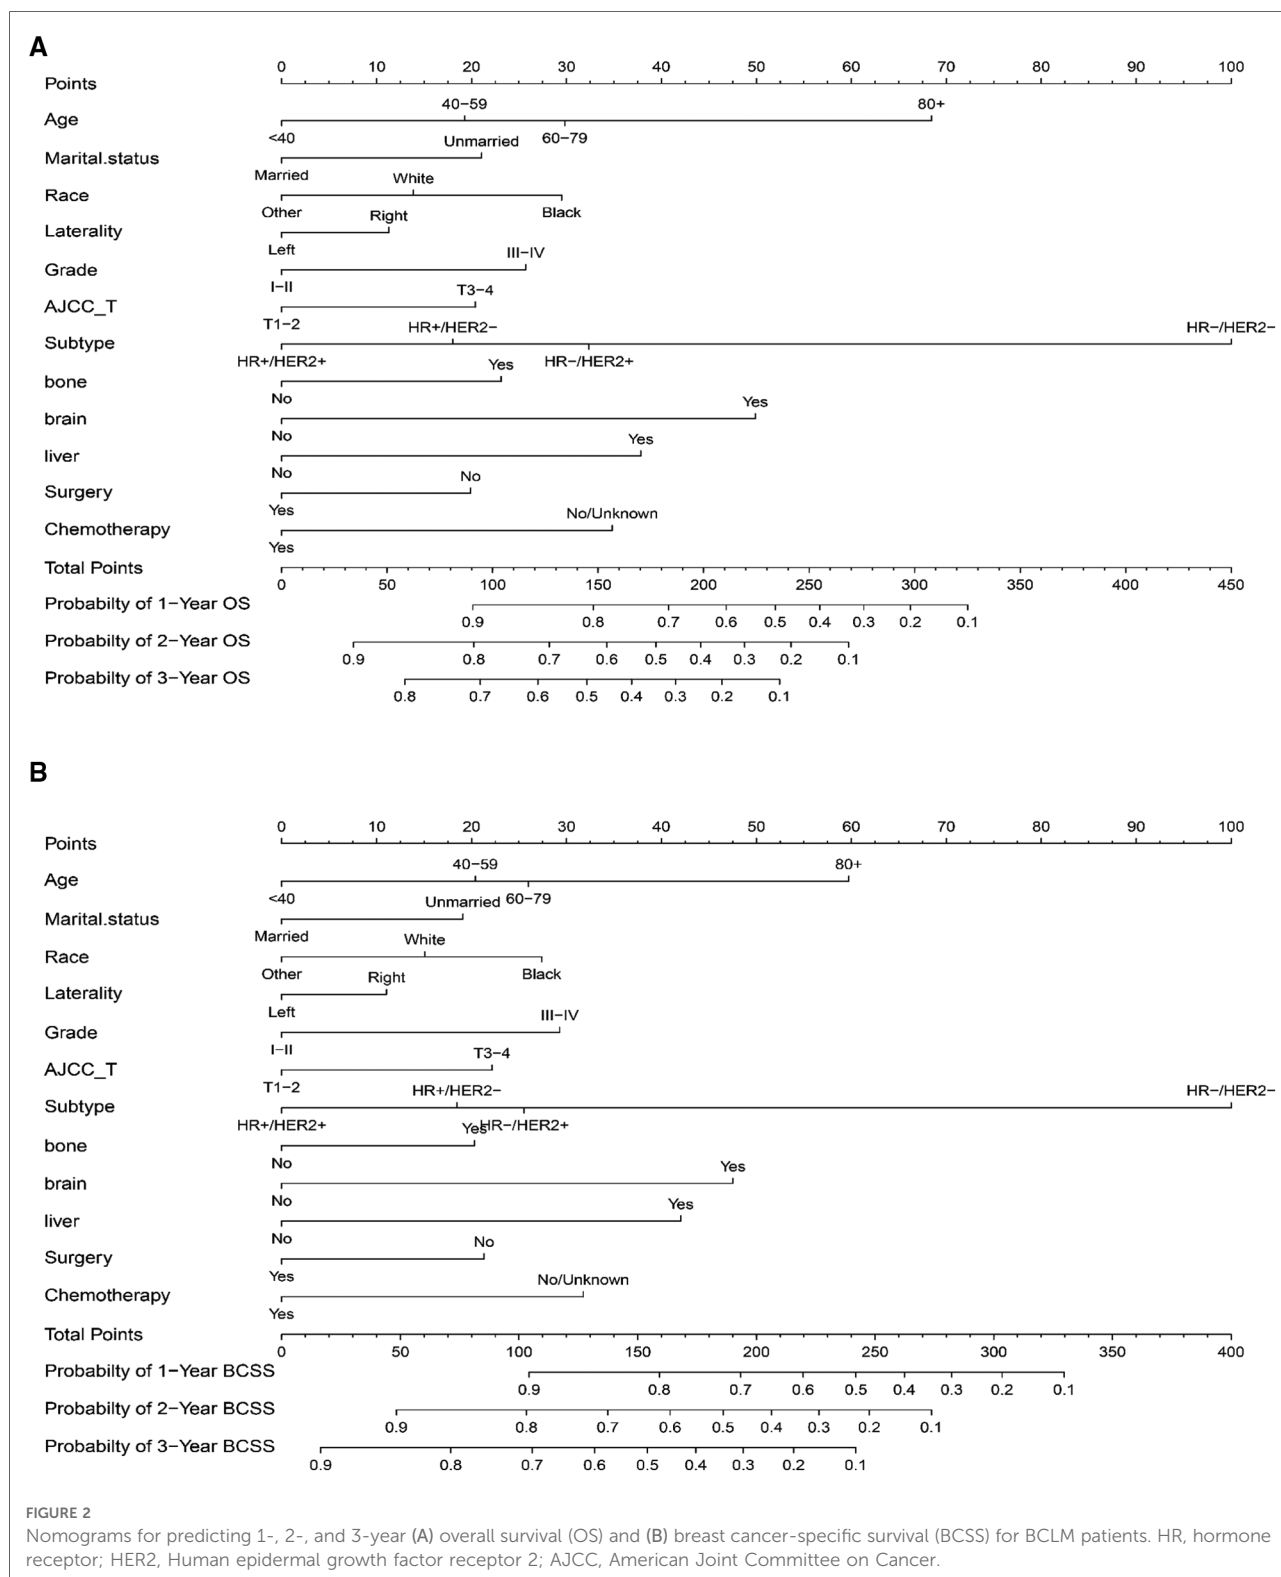 A
0 10 20 30 40 50 60 70 80 90 100
Points
40−59 80+
Age
<40 60−79
Unmarried
Marital.status
Married
White
Race
Other Black
Right
Laterality
Left
III−IV
Grade
I−II
T3−4
AJCC_T
T1−2
HR+/HER2− HR−/HER2−
Subtype
HR+/HER2+ HR−/HER2+
Yes
bone
No
Yes
brain
No
Yes
liver
No
No
Surgery
Yes
No/Unknown
Chemotherapy
Yes
Total Points
0 50 100 150 200 250 300 350 400 450
Probabilty of 1−Year OS
0.9 0.8 0.7 0.6 0.5 0.4 0.3 0.2 0.1
Probabilty of 2−Year OS
0.9 0.8 0.7 0.6 0.5 0.4 0.3 0.2 0.1
Probabilty of 3−Year OS
0.8 0.7 0.6 0.5 0.4 0.3 0.2 0.1
B
0 10 20 30 40 50 60 70 80 90 100
Points
40−59 80+
Age
<40 60−79
Unmarried
Marital.status
Married
White
Race
Other Black
Right
Laterality
Left
III−IV
Grade
I−II
T3−4
AJCC_T
T1−2
HR+/HER2− HR−/HER2−
Subtype
HR+/HER2+ HR−/HER2+
Yes
bone
No
Yes
brain
No
Yes
liver
No
No
Surgery
Yes
No/Unknown
Chemotherapy
Yes
Total Points
0 50 100 150 200 250 300 350 400
Probabilty of 1−Year BCSS
0.9 0.8 0.7 0.6 0.5 0.4 0.3 0.2 0.1
Probabilty of 2−Year BCSS
0.9 0.8 0.7 0.6 0.5 0.4 0.3 0.2 0.1
Probabilty of 3−Year BCSS
0.9 0.8 0.7 0.6 0.5 0.4 0.3 0.2 0.1
FIGURE 2
Nomograms for predicting 1-, 2-, and 3-year (A) overall survival (OS) and (B) breast cancer-specific survival (BCSS) for BCLM patients. HR, hormone
receptor; HER2, Human epidermal growth factor receptor 2; AJCC, American Joint Committee on Cancer.